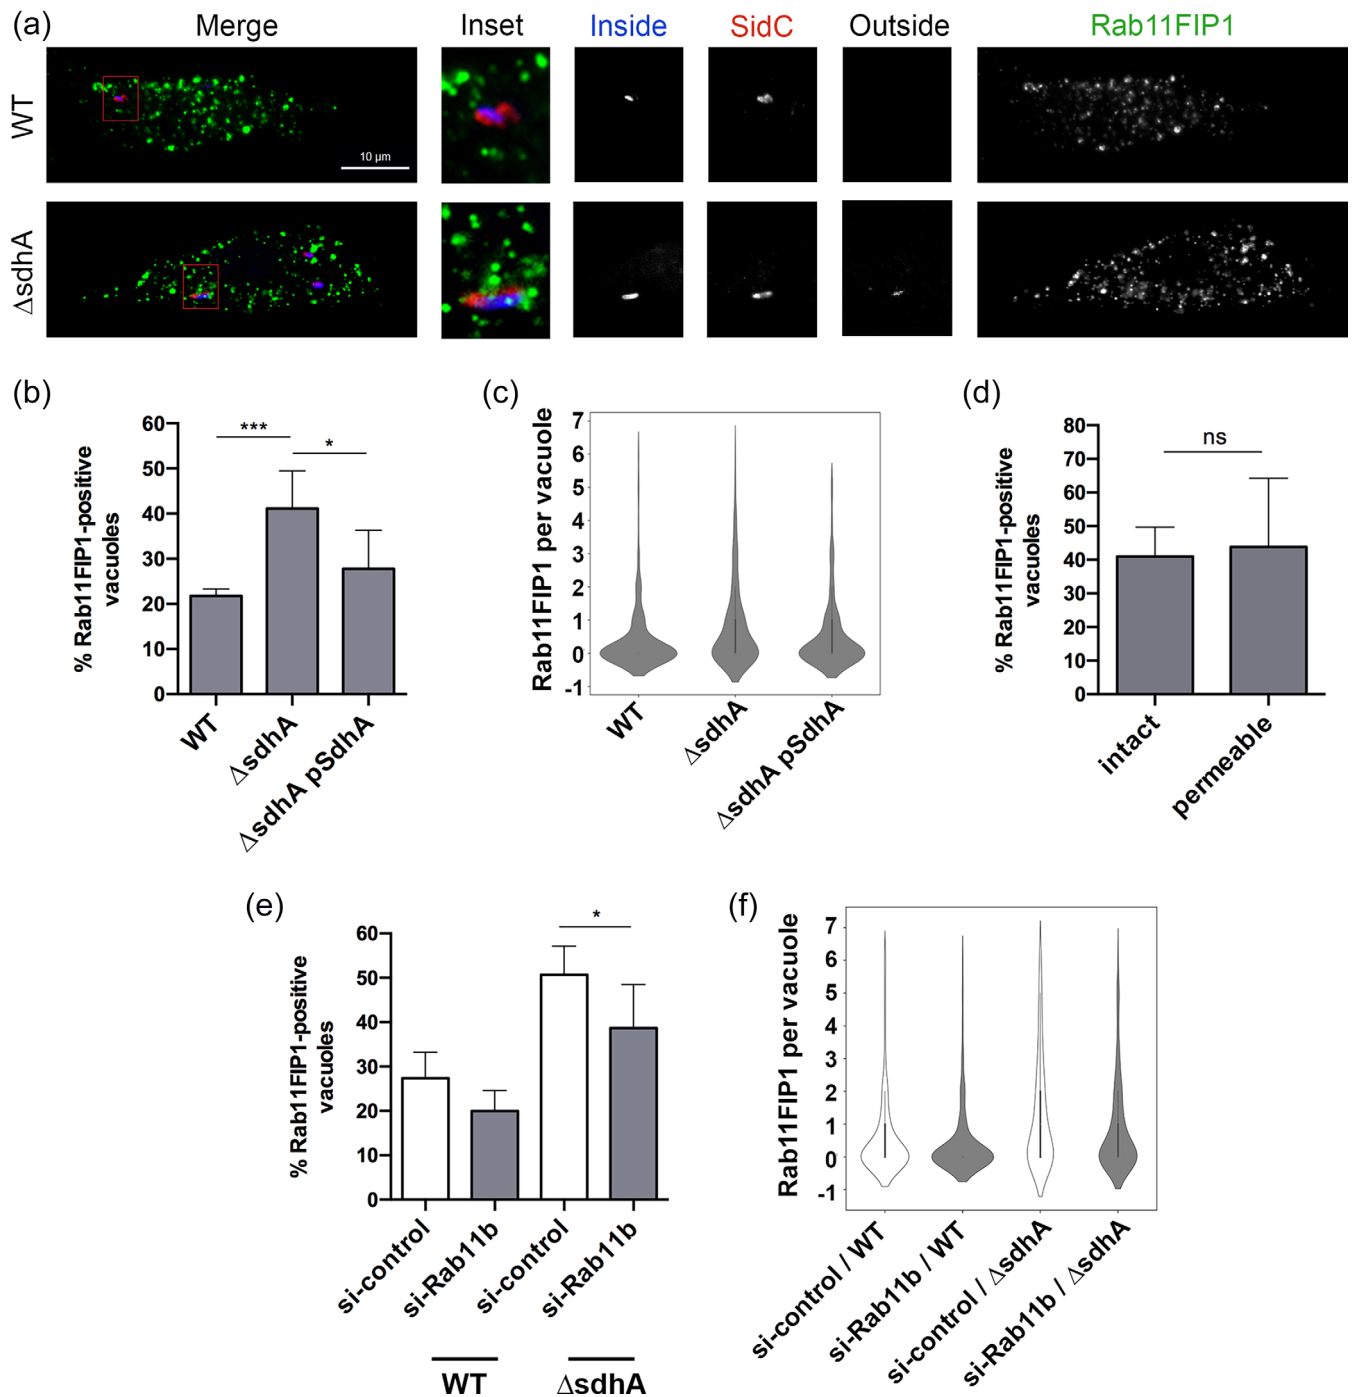 (a)
Merge Inset Inside SidC Outside Rab11FIP1
WT
10 µm
ΔsdhA
(b)
% Rab11FIP1-positive
vacuoles
60
50
40
30
20
10
0
***
*
WT
ΔsdhA
ΔsdhA pSdhA
(c)
Rab11FIP1 per vacuole
7
6
5
4
3
2
1
0
-1
WT
ΔsdhA
ΔsdhA pSdhA
(d)
% Rab11FIP1-positive
vacuoles
80
70
60
50
40
30
20
10
0
ns
intact
permeable
(e)
% Rab11FIP1-positive
vacuoles
60
50
40
30
20
10
0
*
si-control
si-Rab11b
si-control
si-Rab11b
WT
ΔsdhA
(f)
Rab11FIP1 per vacuole
7
6
5
4
3
2
1
0
-1
si-control / WT
si-Rab11b / WT
si-control / ΔsdhA
si-Rab11b / ΔsdhA